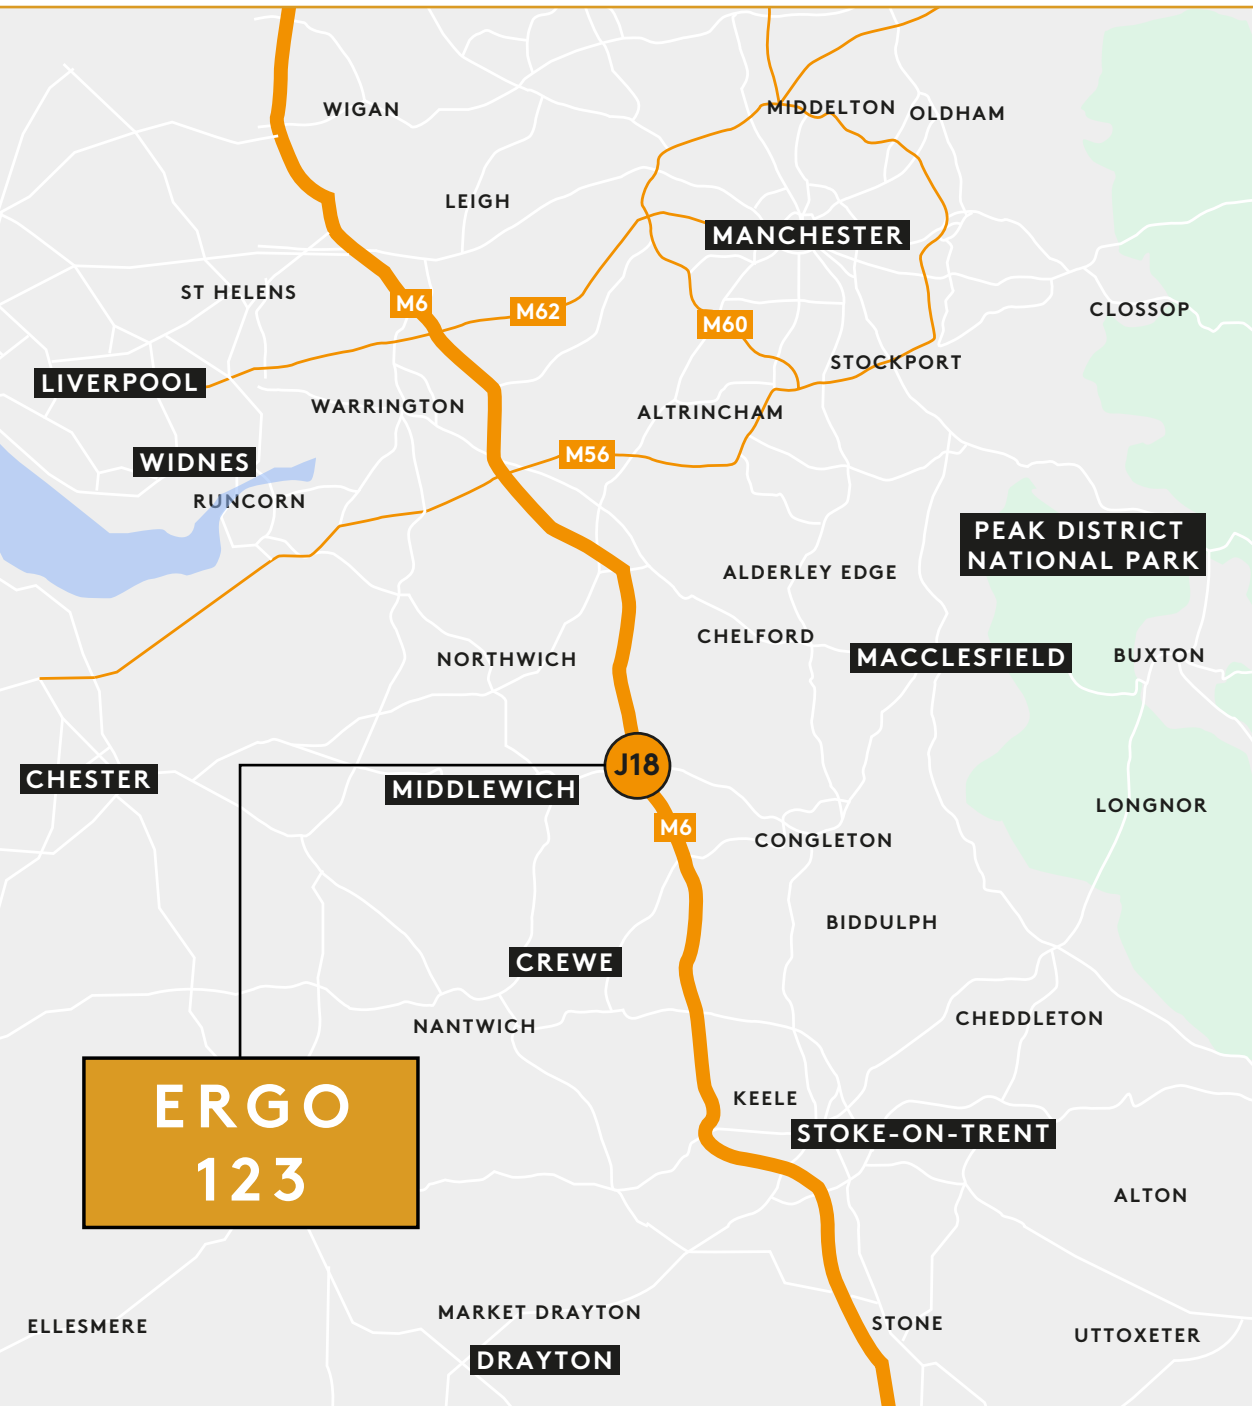 WIGAN
MIDDELTON
OLDHAM
LEIGH
MANCHESTER
ST HELENS
M6
M62
CLOSSOP
M60
STOCKPORT
LIVERPOOL
WARRINGTON
ALTRINCHAM
M56
WIDNES
RUNCORN
PEAK DISTRICT
NATIONAL PARK
ALDERLEY EDGE
CHELFORD
NORTHWICH
MACCLESFIELD
BUXTON
J18
CHESTER
MIDDLEWICH
LONGNOR
M6
CONGLETON
BIDDULPH
CREWE
NANTWICH
CHEDDLETON
ERGO
123
KEELE
STOKE-ON-TRENT
ALTON
ELLESMERE
MARKET DRAYTON
STONE
UTTOXETER
DRAYTON